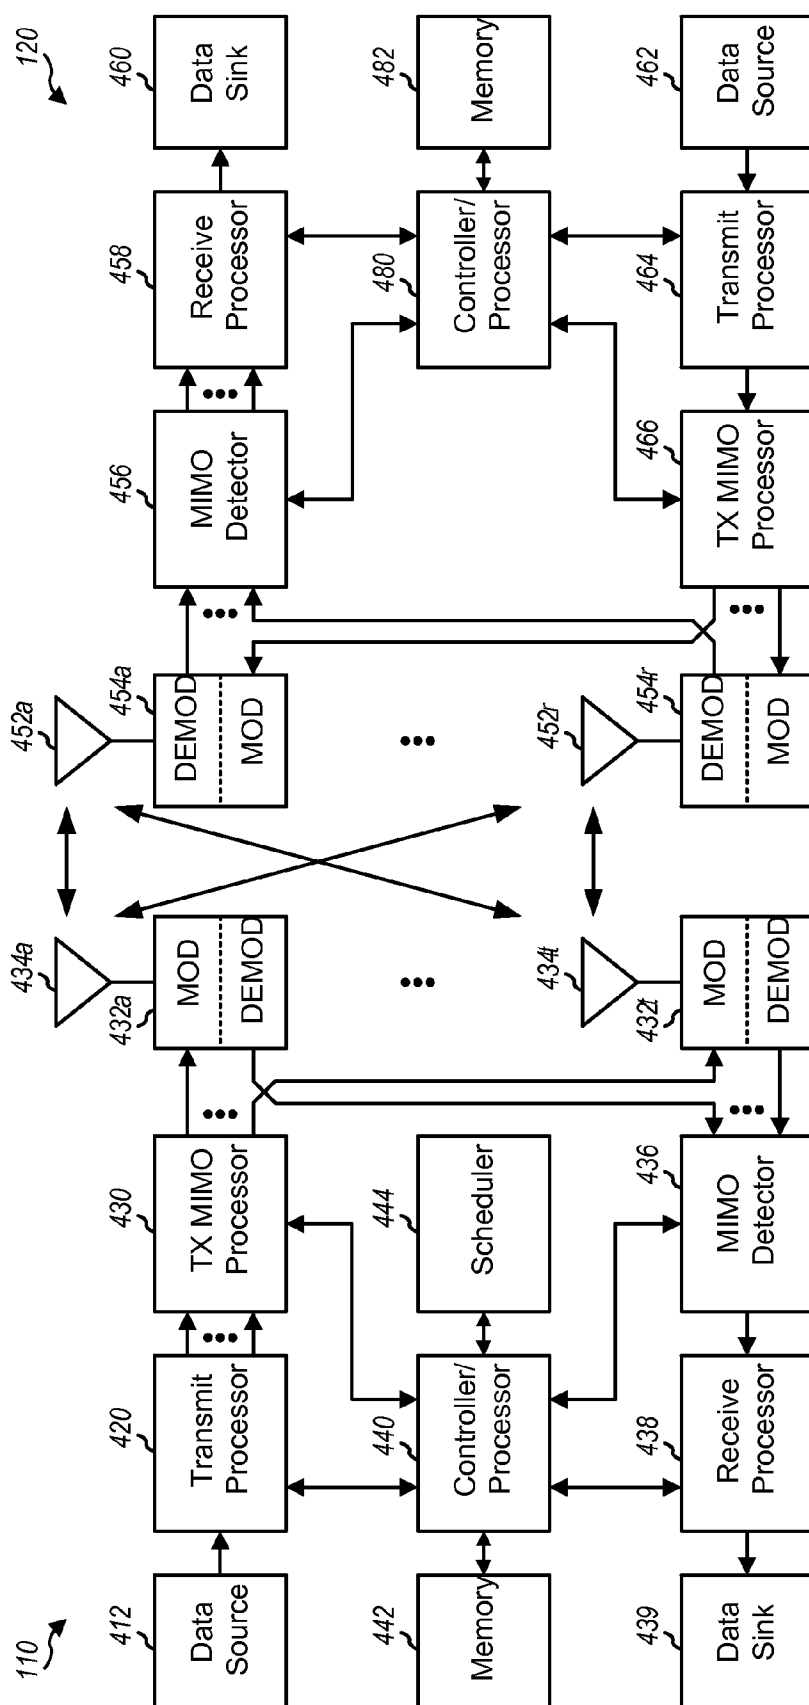 110
120
434a
452a
412
420
430
432a
454a
456
458
460
Data
Source
Transmit
Processor
TX MIMO
Processor
MOD
DEMOD
DEMOD
MOD
MIMO
Detector
Receive
Processor
Data
Sink
442
440
444
480
482
Memory
Controller/
Processor
Scheduler
Controller/
Processor
Memory
434t
452r
439
438
436
432t
454r
466
464
462
Data
Sink
Receive
Processor
MIMO
Detector
MOD
DEMOD
DEMOD
MOD
TX MIMO
Processor
Transmit
Processor
Data
Source